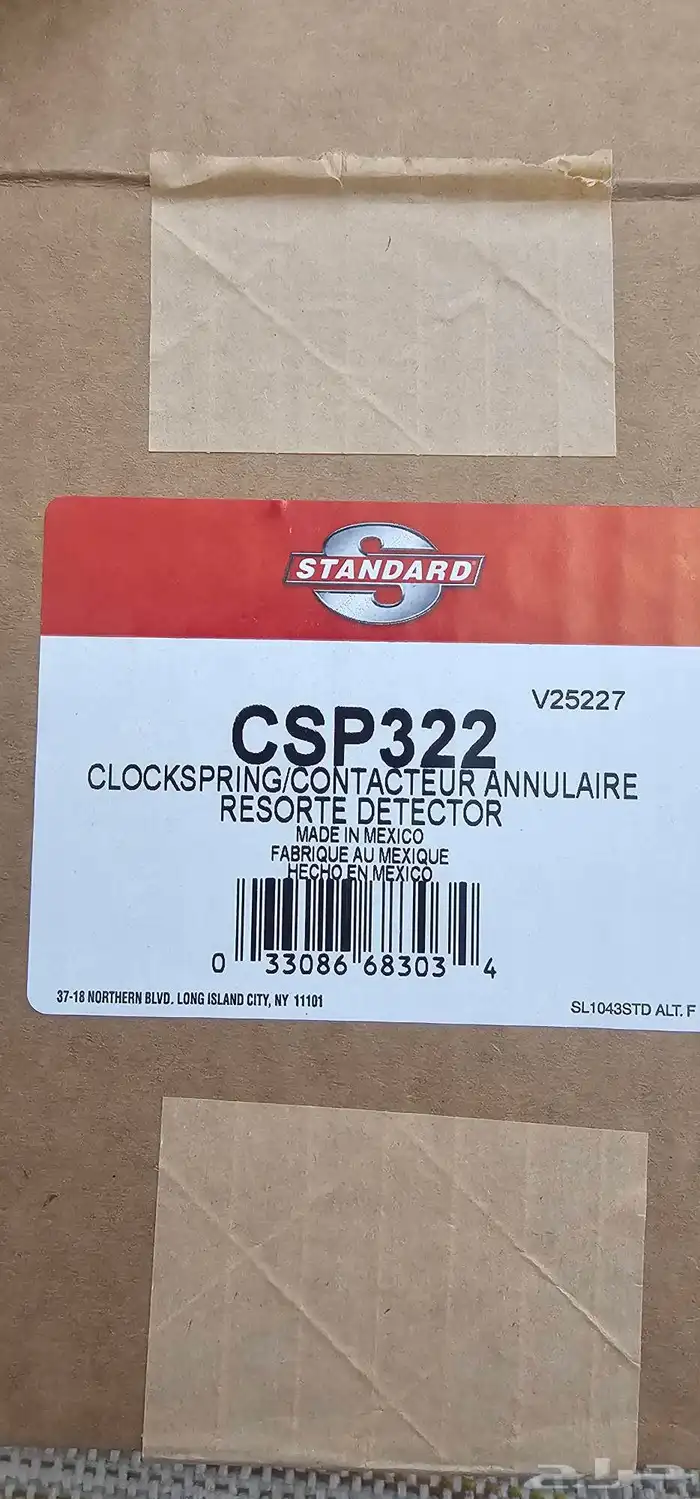 STANDARD
V25227
CSP322
CLOCKSPRING/CONTACTEUR ANNULAIRE
RESORTE DETECTOR
MADE IN MEXICO
FABRIQUE AU MEXIQUE
HECHO EN MEXICO
0 33086 68303 4
37-18 NORTHERN BLVD. LONG ISLAND CITY, NY 11101
SL1043STD ALT. F
حراج